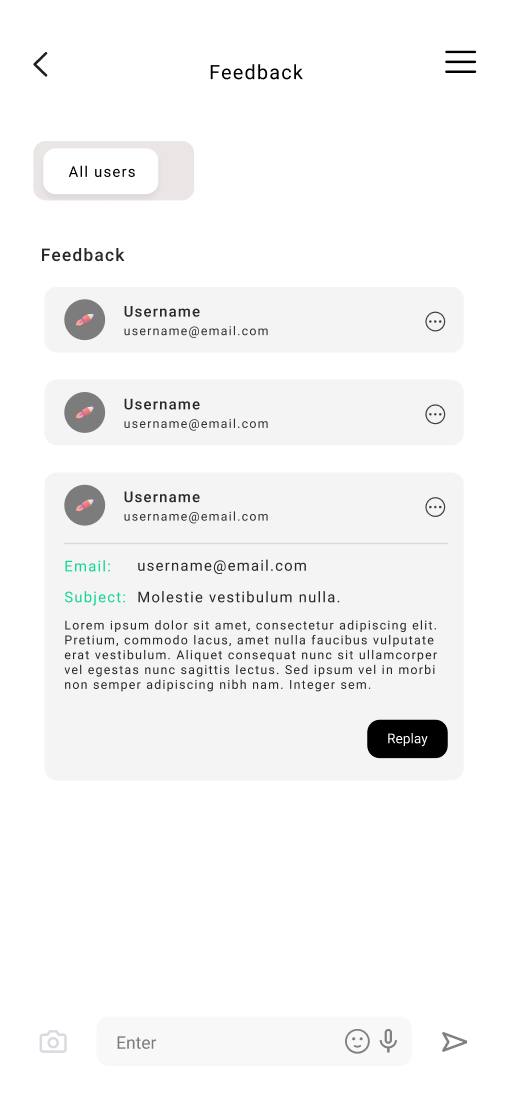 Feedback
All users
Feedback
Username
username@email.com
Username
username@email.com
Username
username@email.com
Email: username@email.com
Subject: Molestie vestibulum nulla.
Lorem ipsum dolor sit amet, consectetur adipiscing elit.
Pretium, commodo lacus, amet nulla faucibus vulputate
erat vestibulum. Aliquet consequat nunc sit ullamcorper
vel egestas nunc sagittis lectus. Sed ipsum vel in morbi
non semper adipiscing nibh nam. Integer sem.
Replay
Enter